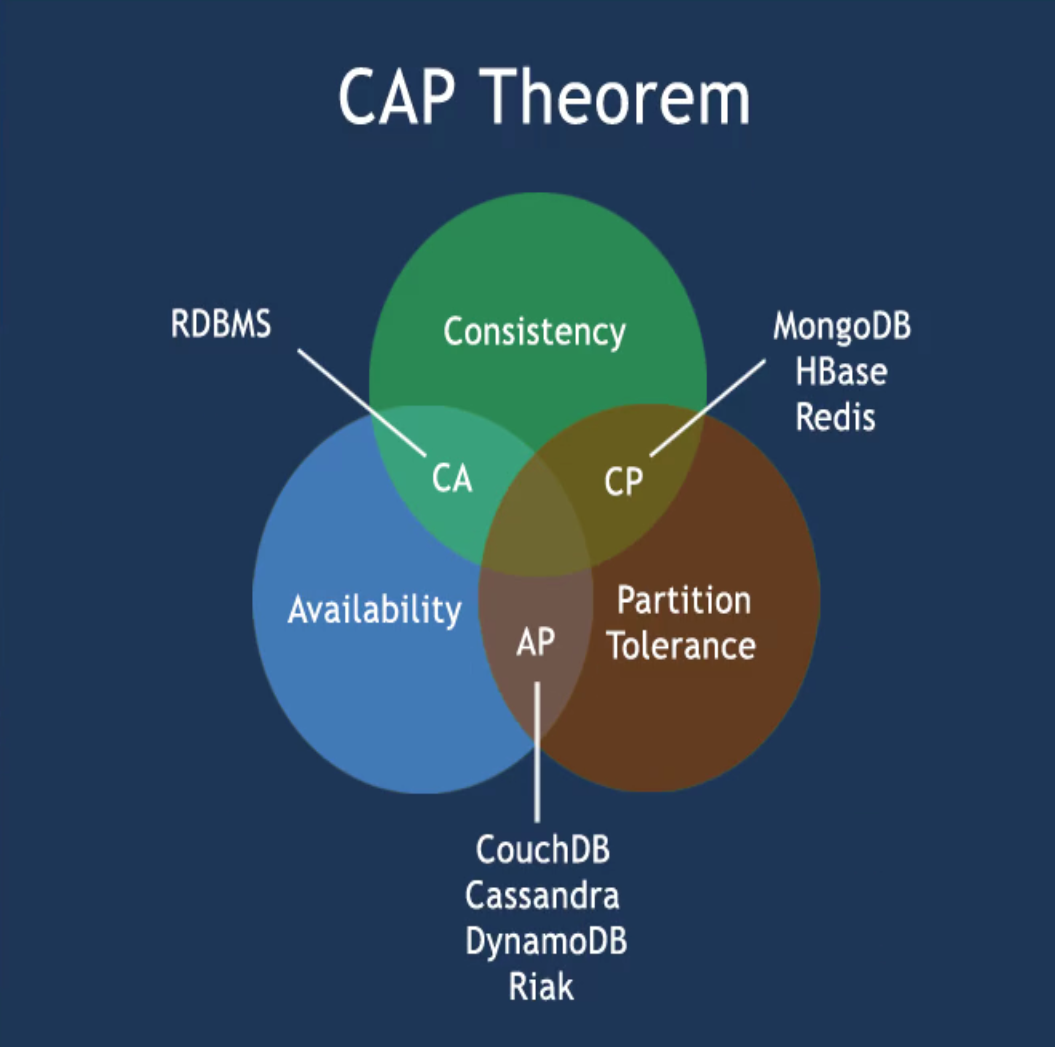 CAP Theorem
Consistency
RDBMS
MongoDB
HBase
Redis
CA
CP
Availability
Partition
Tolerance
AP
CouchDB
Cassandra
DynamoDB
Riak